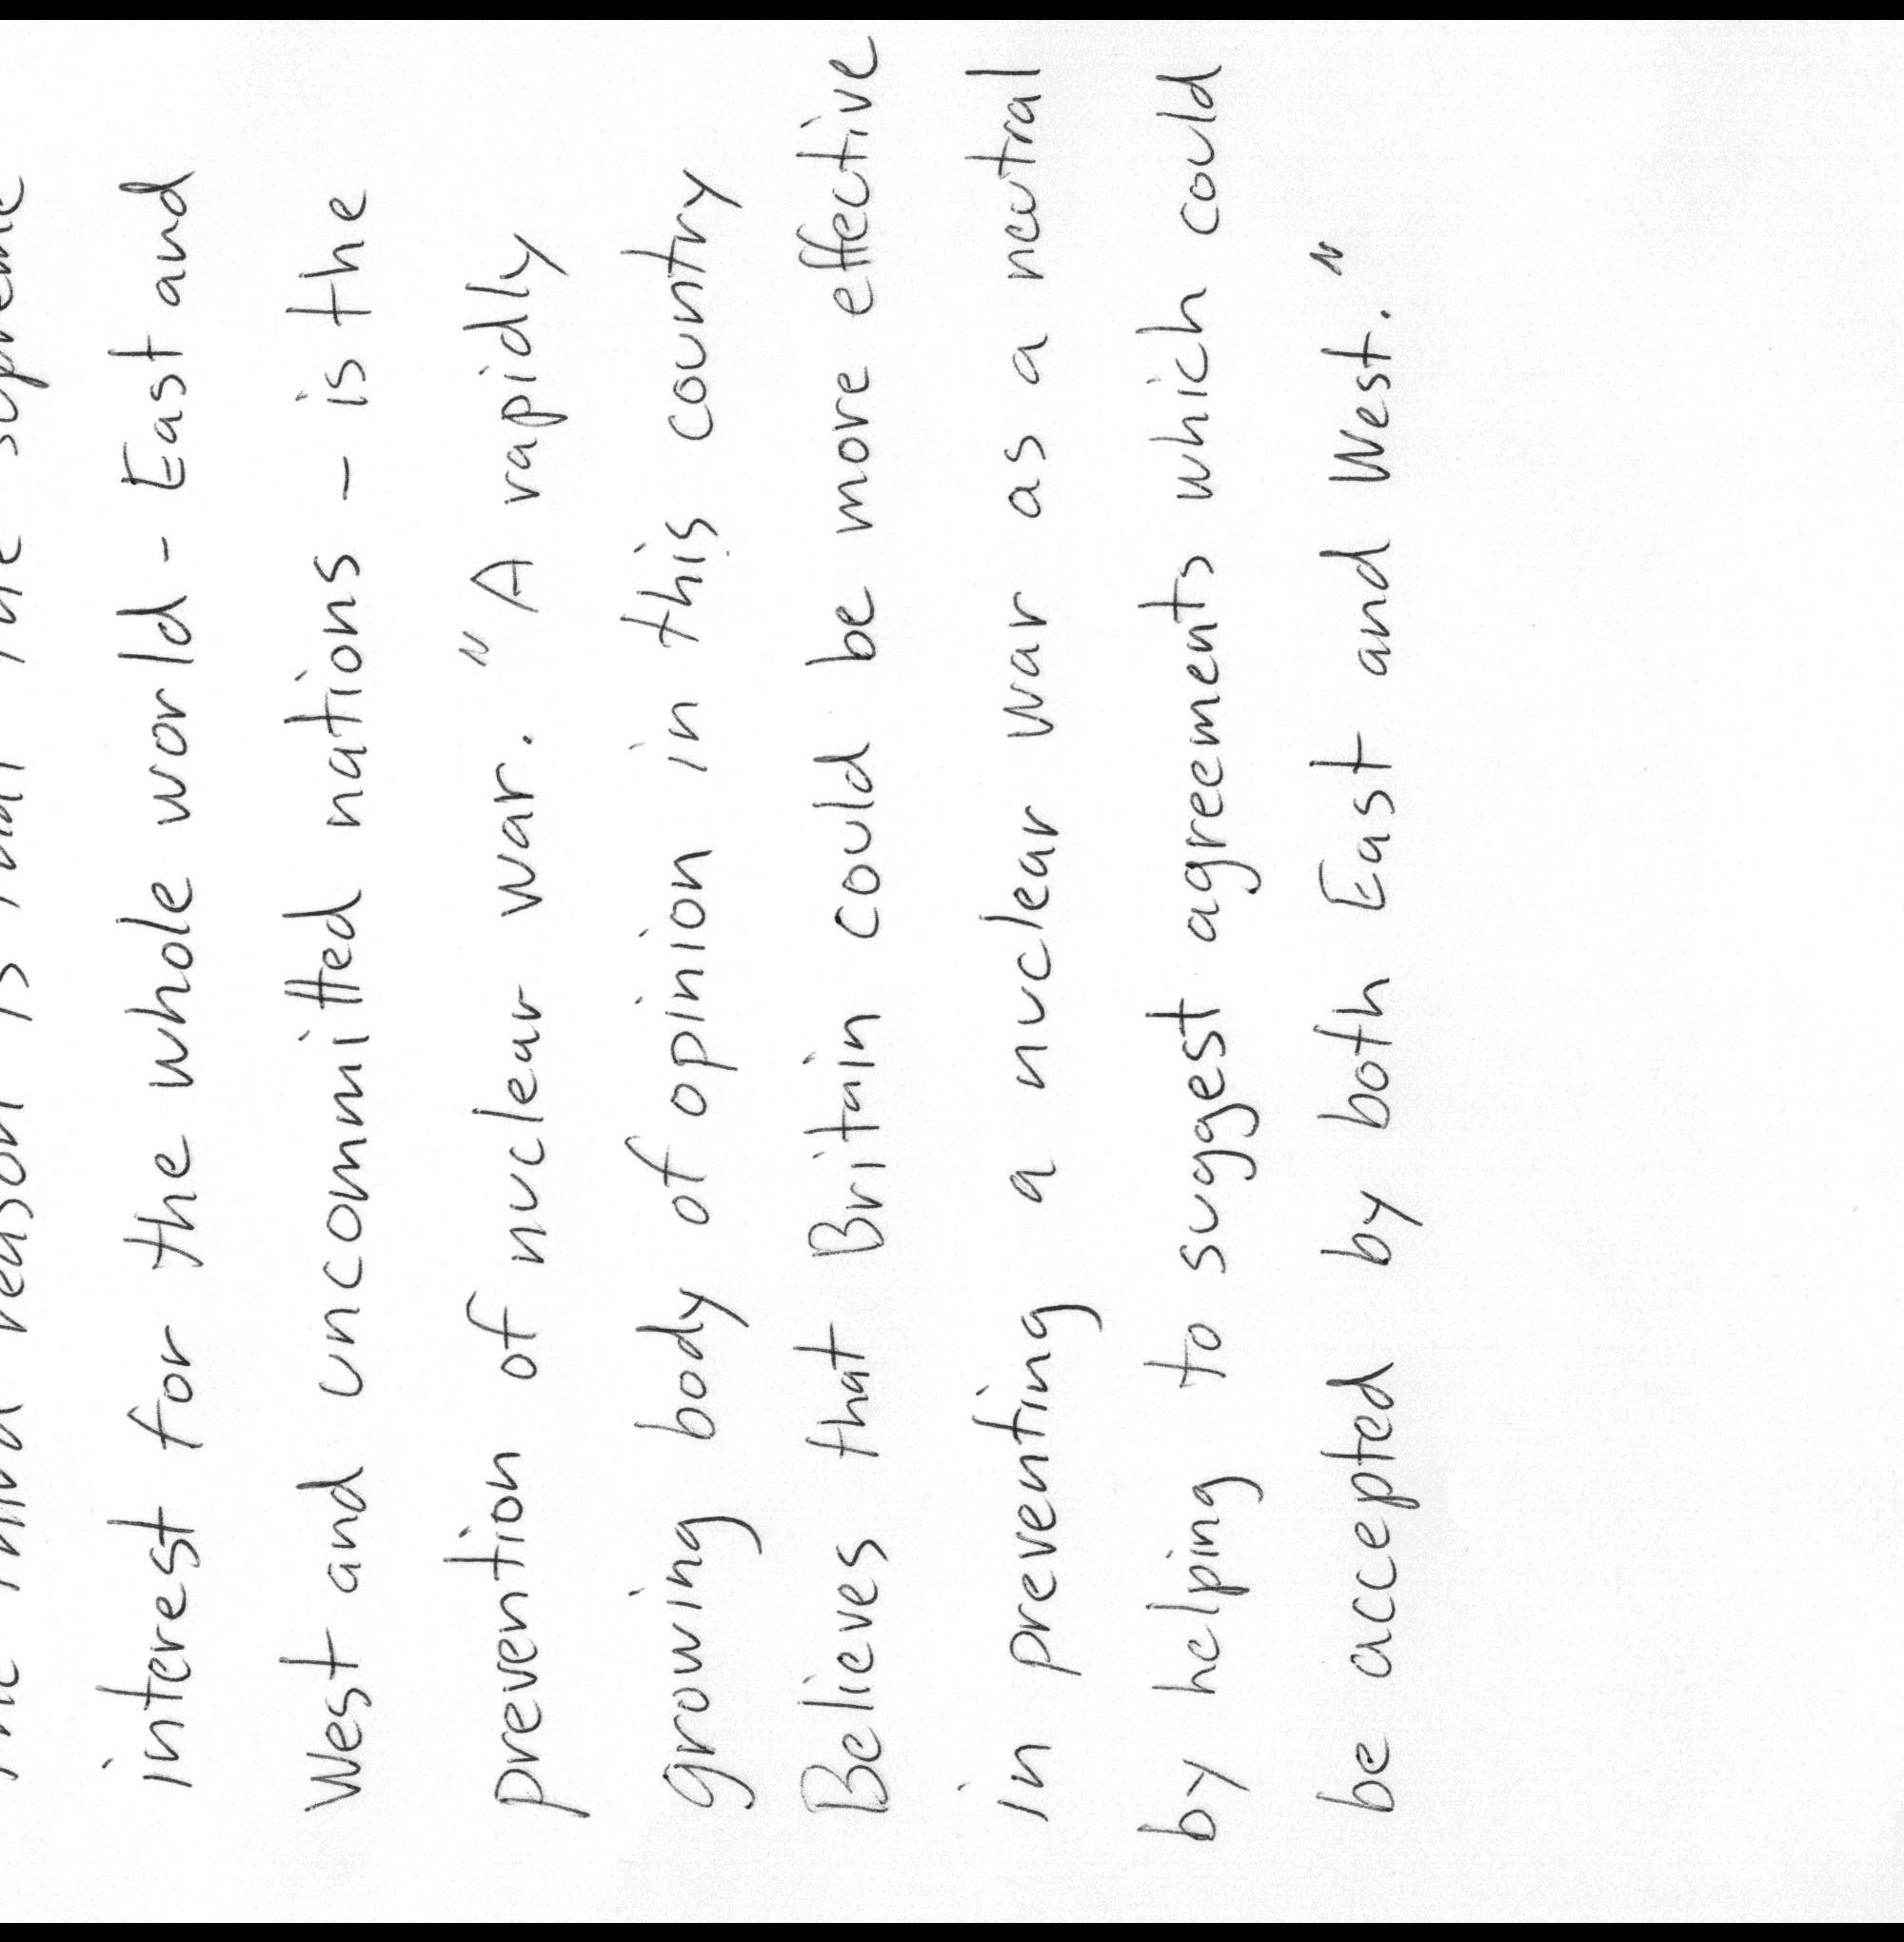 The third reason is that the supreme
interest for the whole world - East and
West and uncommitted nations - is the
prevention of nuclear war. "A rapidly
growing body of opinion in this country
Believes that Britain could be more effective
in preventing a nuclear war as a neutral
by helping to suggest agreements which could
be accepted by both East and West."